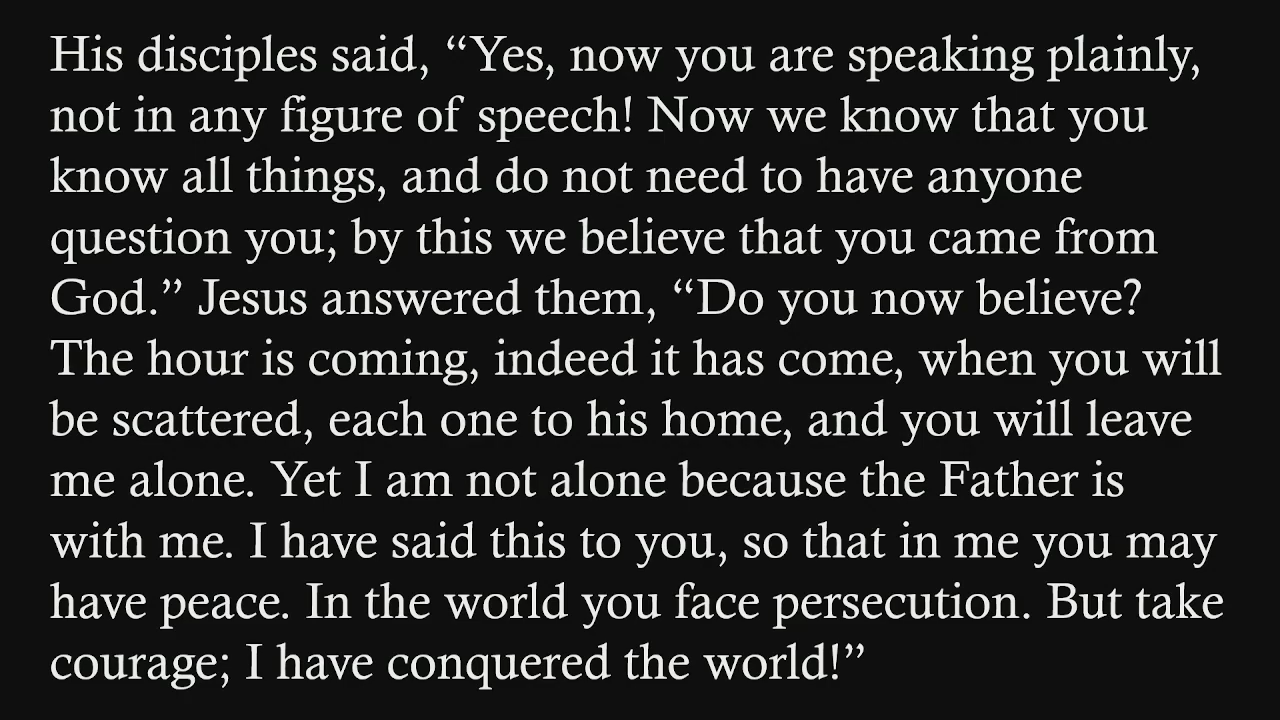 His disciples said, “Yes, now you are speaking plainly,
not in any figure of speech! Now we know that you
know all things, and do not need to have anyone
question you; by this we believe that you came from
God.” Jesus answered them, “Do you now believe?
The hour is coming, indeed it has come, when you will
be scattered, each one to his home, and you will leave
me alone. Yet I am not alone because the Father is
with me. I have said this to you, so that in me you may
have peace. In the world you face persecution. But take
courage; I have conquered the world!”